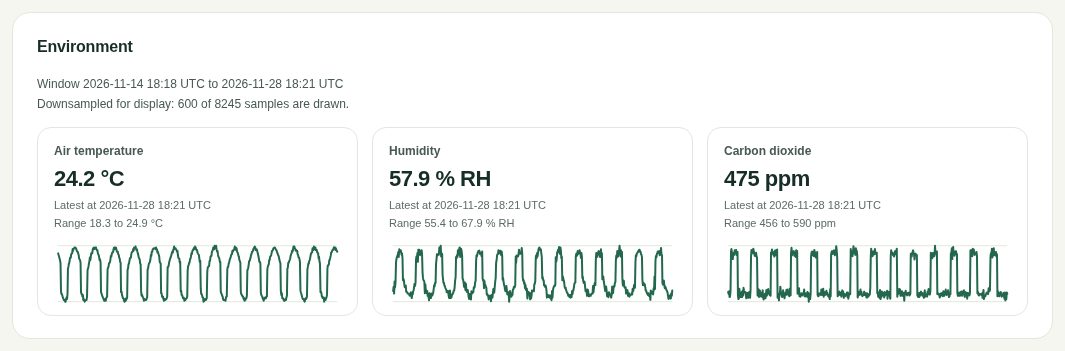 Environment
Window 2026-11-14 18:18 UTC to 2026-11-28 18:21 UTC
Downsampled for display: 600 of 8245 samples are drawn.
Air temperature
24.2 °C
Latest at 2026-11-28 18:21 UTC
Range 18.3 to 24.9 °C
Humidity
57.9 % RH
Latest at 2026-11-28 18:21 UTC
Range 55.4 to 67.9 % RH
Carbon dioxide
475 ppm
Latest at 2026-11-28 18:21 UTC
Range 456 to 590 ppm